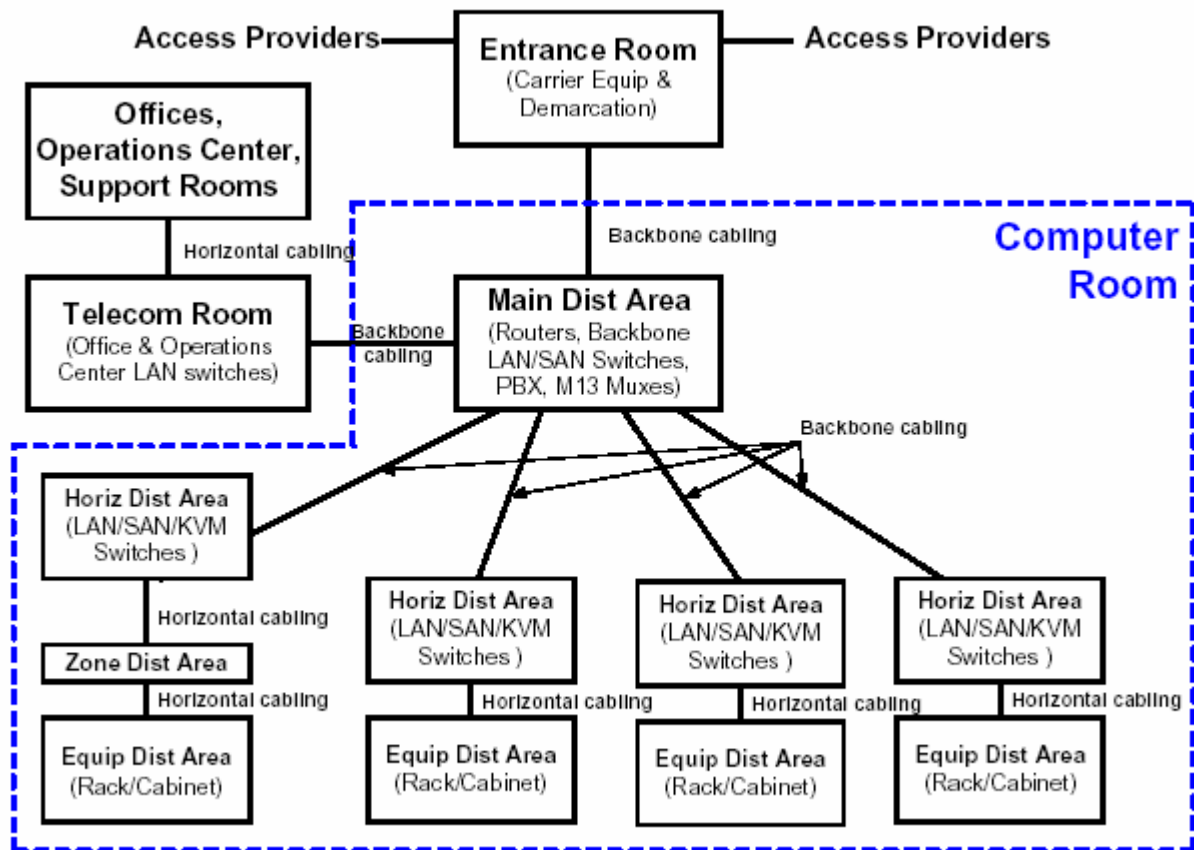 Access Providers
Entrance Room
(Carrier Equip &
Demarcation)
Access Providers
Offices,
Operations Center,
Support Rooms
Horizontal cabling
Backbone cabling
Computer
Room
Telecom Room
(Office & Operations
Center LAN switches)
Backbone
cabling
Main Dist Area
(Routers, Backbone
LAN/SAN Switches,
PBX, M13 Muxes)
Backbone cabling
Horiz Dist Area
(LAN/SAN/KVM
Switches )
Horizontal cabling
Zone Dist Area
Horizontal cabling
Equip Dist Area
(Rack/Cabinet)
Horiz Dist Area
(LAN/SAN/KVM
Switches )
Horizontal cabling
Equip Dist Area
(Rack/Cabinet)
Horiz Dist Area
(LAN/SAN/KVM
Switches )
Horizontal cabling
Equip Dist Area
(Rack/Cabinet)
Horiz Dist Area
(LAN/SAN/KVM
Switches )
Horizontal cabling
Equip Dist Area
(Rack/Cabinet)